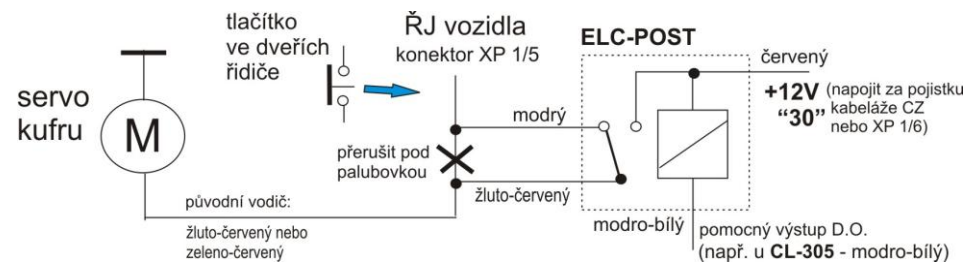 tlačítko
ve dveřích
řidiče
ŘJ vozidla
konektor XP 1/5
ELC-POST
červený
+12V (napojit za pojistku
“30” kabeláže CZ
nebo XP 1/6)
servo
kufru
M
modrý
přerušit pod
palubovkou
žluto-červený
původní vodič:
žluto-červený nebo
zeleno-červený
modro-bílý
pomocný výstup D.O.
(např. u CL-305 - modro-bílý)